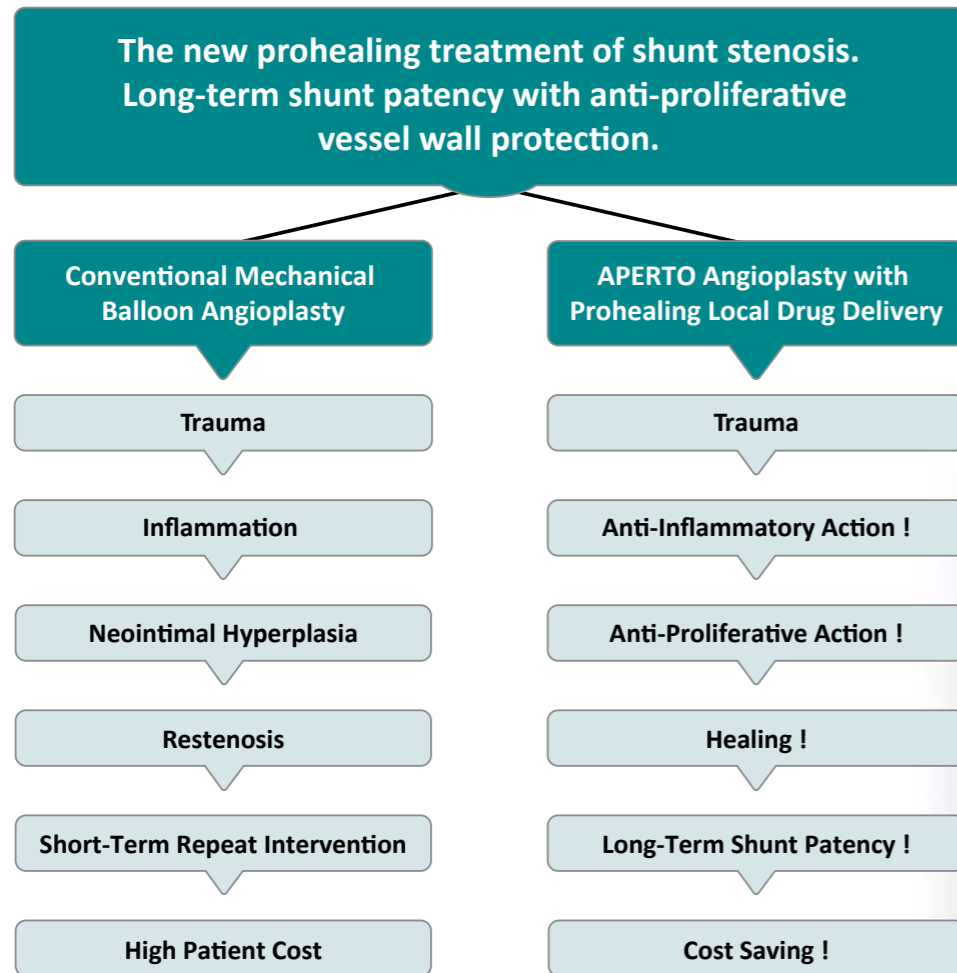 The new prohealing treatment of shunt stenosis.
Long-term shunt patency with anti-proliferative
vessel wall protection.
Conventional Mechanical
Balloon Angioplasty
Trauma
Inflammation
Neointimal Hyperplasia
Restenosis
Short-Term Repeat Intervention
High Patient Cost
APERTO Angioplasty with
Prohealing Local Drug Delivery
Trauma
Anti-Inflammatory Action !
Anti-Proliferative Action !
Healing !
Long-Term Shunt Patency !
Cost Saving !